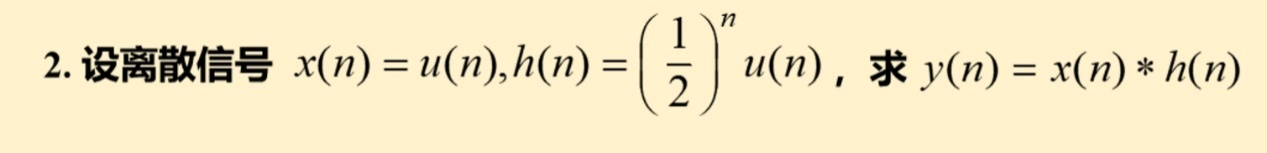 2. 设离散信号 x(n) = u(n), h(n) = (1/2)^n u(n)，求 y(n) = x(n) * h(n)